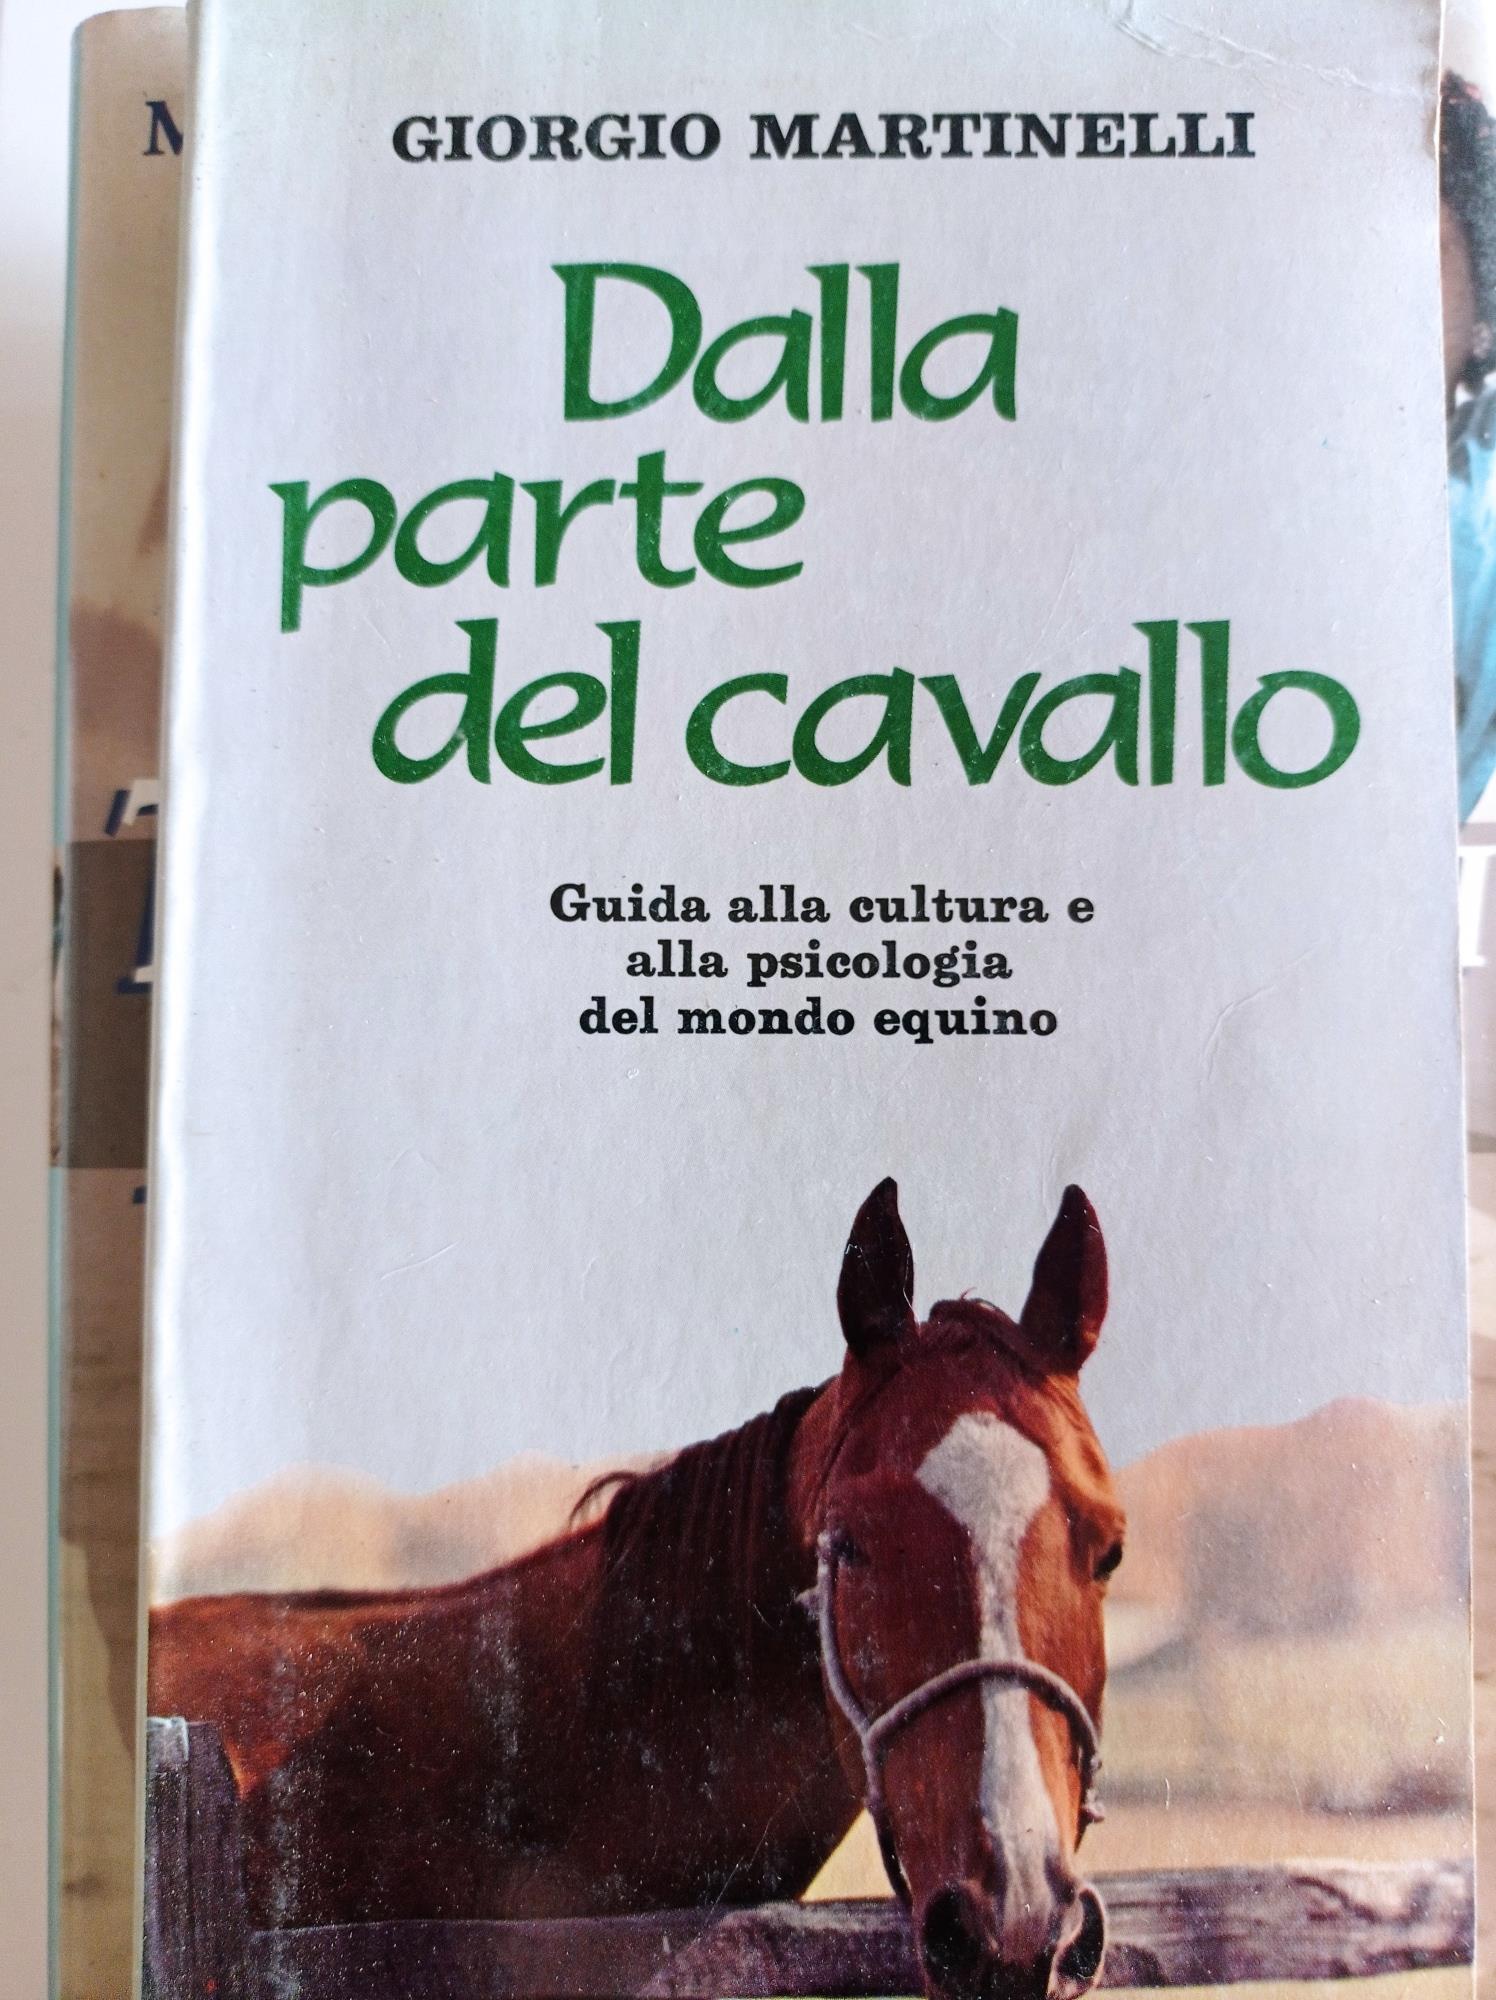 GIORGIO MARTINELLI
Dalla
parte
del cavallo
Guida alla cultura e
alla psicologia
del mondo equino